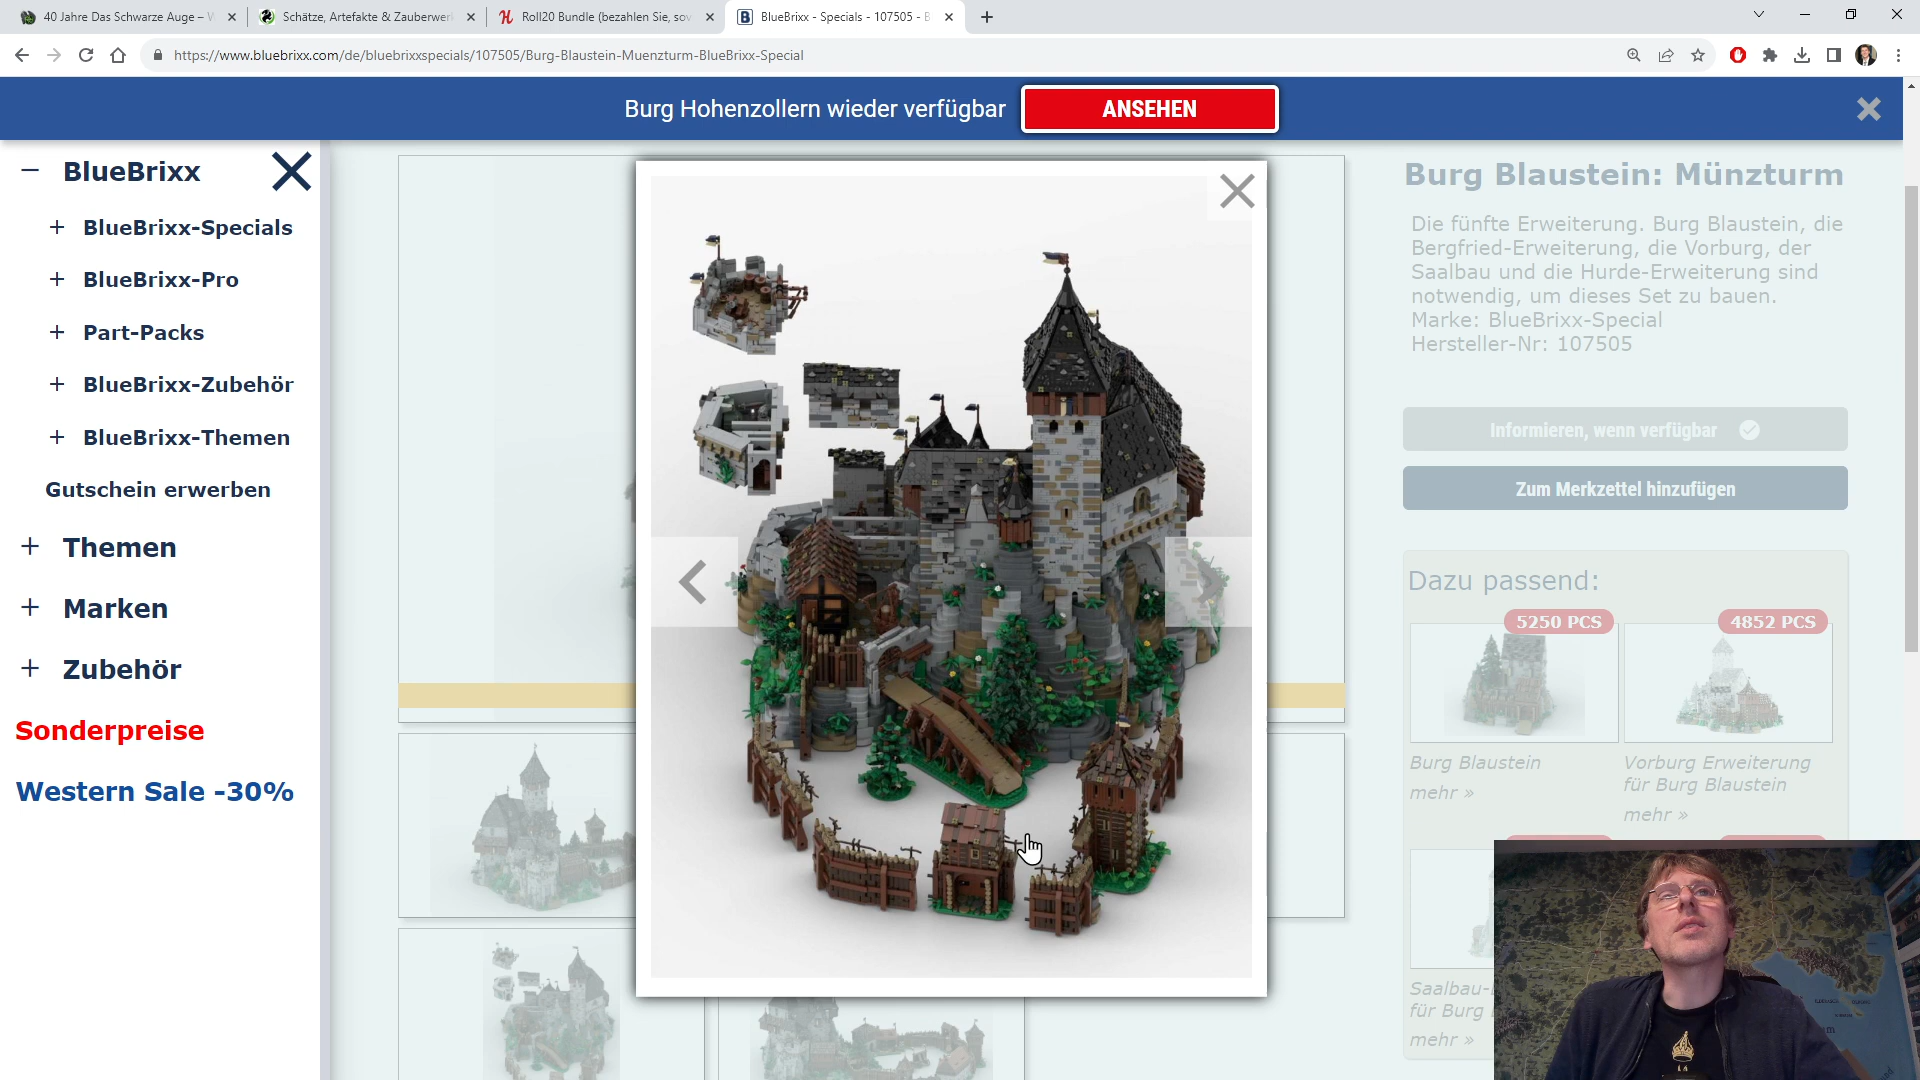 40 Jahre Das Schwarze Auge –
Schätze, Artefakte & Zauberwer
Roll20 Bundle (bezahlen Sie, sov
BlueBrixx - Specials - 107505 - B
https://www.bluebrixx.com/de/bluebrixxspecials/107505/Burg-Blaustein-Muenzturm-BlueBrixx-Special
Burg Hohenzollern wieder verfügbar
ANSEHEN
BlueBrixx
BlueBrixx-Specials
BlueBrixx-Pro
Part-Packs
BlueBrixx-Zubehör
BlueBrixx-Themen
Gutschein erwerben
Themen
Marken
Zubehör
Sonderpreise
Western Sale -30%
Burg Blaustein: Münzturm
Die fünfte Erweiterung. Burg Blaustein, die
Bergfried-Erweiterung, die Vorburg, der
Saalbau und die Hurde-Erweiterung sind
notwendig, um dieses Set zu bauen.
Marke: BlueBrixx-Special
Hersteller-Nr: 107505
Informieren, wenn verfügbar
Zum Merkzettel hinzufügen
Dazu passend:
5250 PCS
4852 PCS
Burg Blaustein
mehr »
Vorburg Erweiterung
für Burg Blaustein
mehr »
Saalbau-
für Burg
mehr »